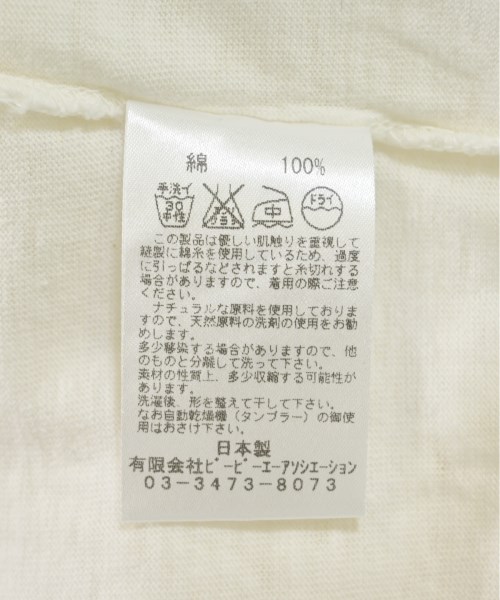 綿 100%
手洗イ
30
中性
エンソサラシ
中
ドライ
この製品は優しい肌触りを重視して
縫製に綿糸を使用しているため、過度
に引っぱるなどされますと糸切れする
場合がありますので、着用の際ご注意
ください。
ナチュラルな原料を使用しておりま
すので、天然原料の洗剤の使用をお勧
めします。
多少移染する場合がありますので、他
のものと分離して洗って下さい。
素材の性質上、多少収縮する可能性が
あります。
洗濯後、形を整えて干して下さい。
なお自動乾燥機(タンブラー)の御使
用はおさけ下さい。
日本製
有限会社ビーピーエーアソシエーション
03-3473-8073